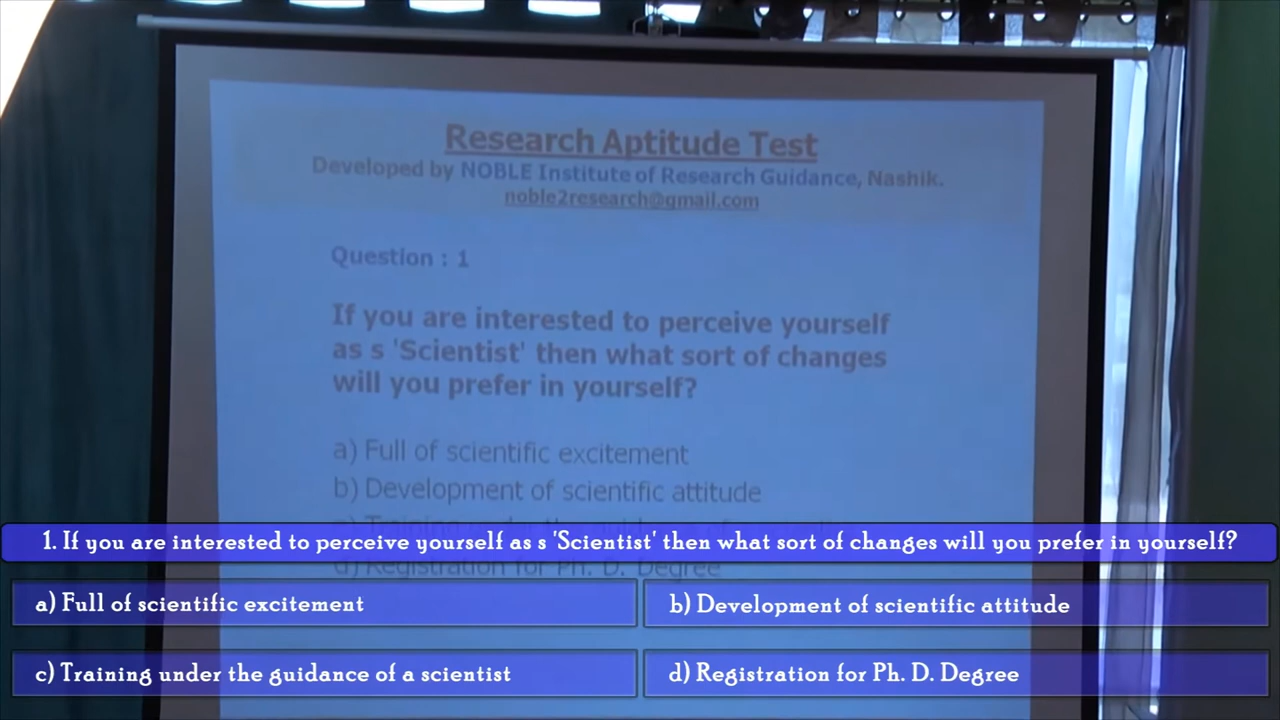 Research Aptitude Test
Developed by NOBLE Institute of Research Guidance, Nashik.
noble2research@gmail.com
Question : 1
If you are interested to perceive yourself
as s 'Scientist' then what sort of changes
will you prefer in yourself?
a) Full of scientific excitement
b) Development of scientific attitude
d) Registration for Ph. D. Degree
1. If you are interested to perceive yourself as s 'Scientist' then what sort of changes will you prefer in yourself?
a) Full of scientific excitement
b) Development of scientific attitude
c) Training under the guidance of a scientist
d) Registration for Ph. D. Degree